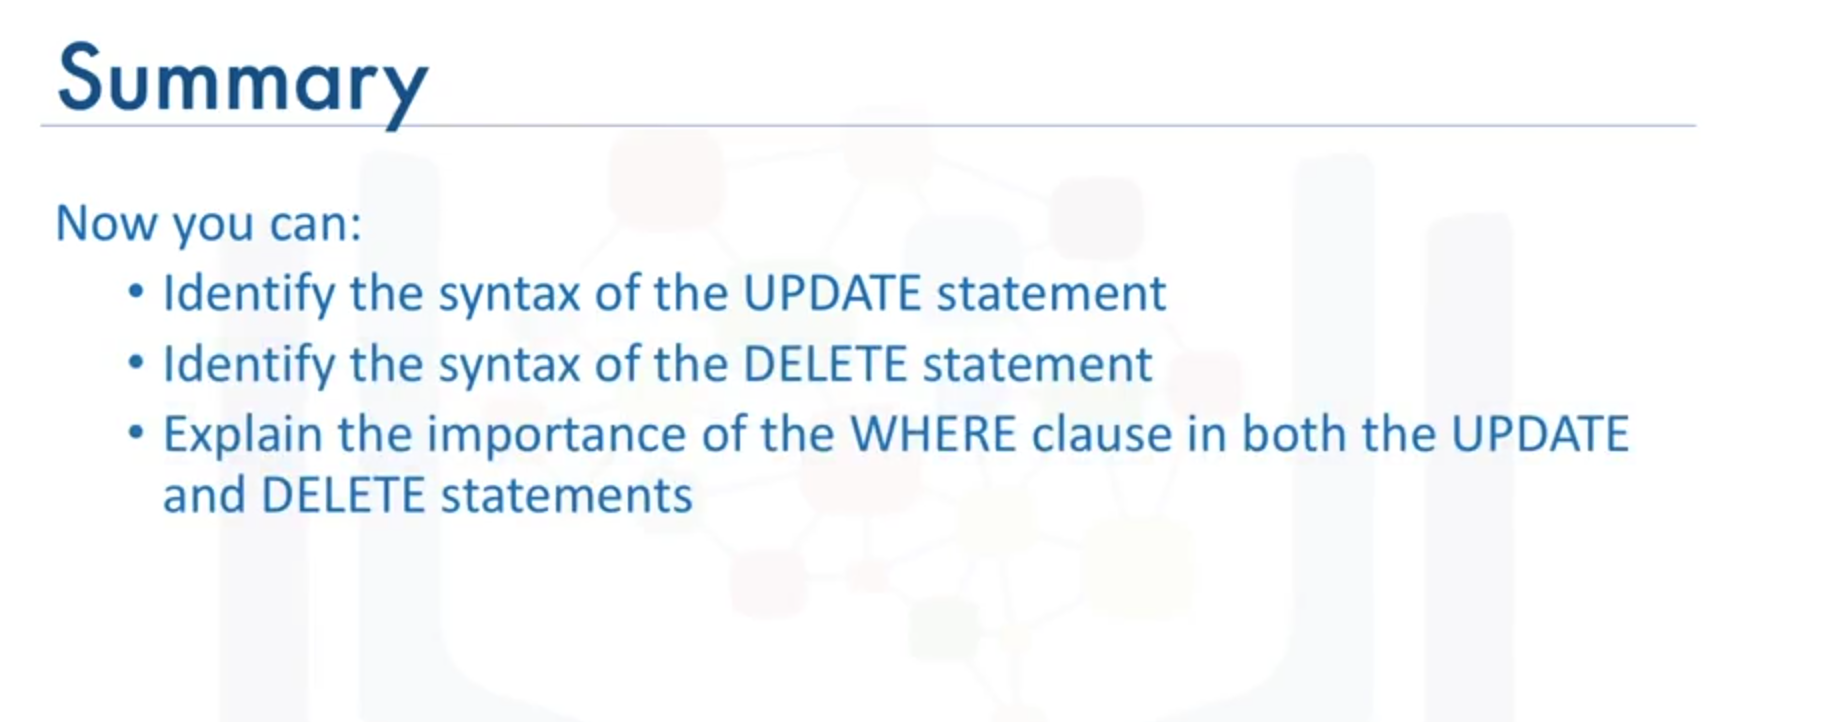 Summary
Now you can:
• Identify the syntax of the UPDATE statement
• Identify the syntax of the DELETE statement
• Explain the importance of the WHERE clause in both the UPDATE
and DELETE statements